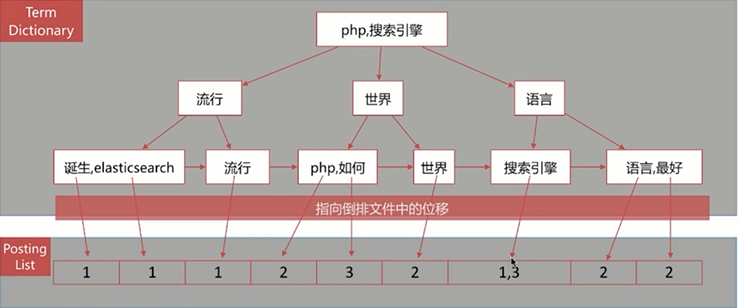 Term
Dictionary
php,搜索引擎
流行
世界
语言
诞生,elasticsearch
流行
php,如何
世界
搜索引擎
语言,最好
指向倒排文件中的位移
Posting
List
1
1
1
2
3
2
1,3
2
2